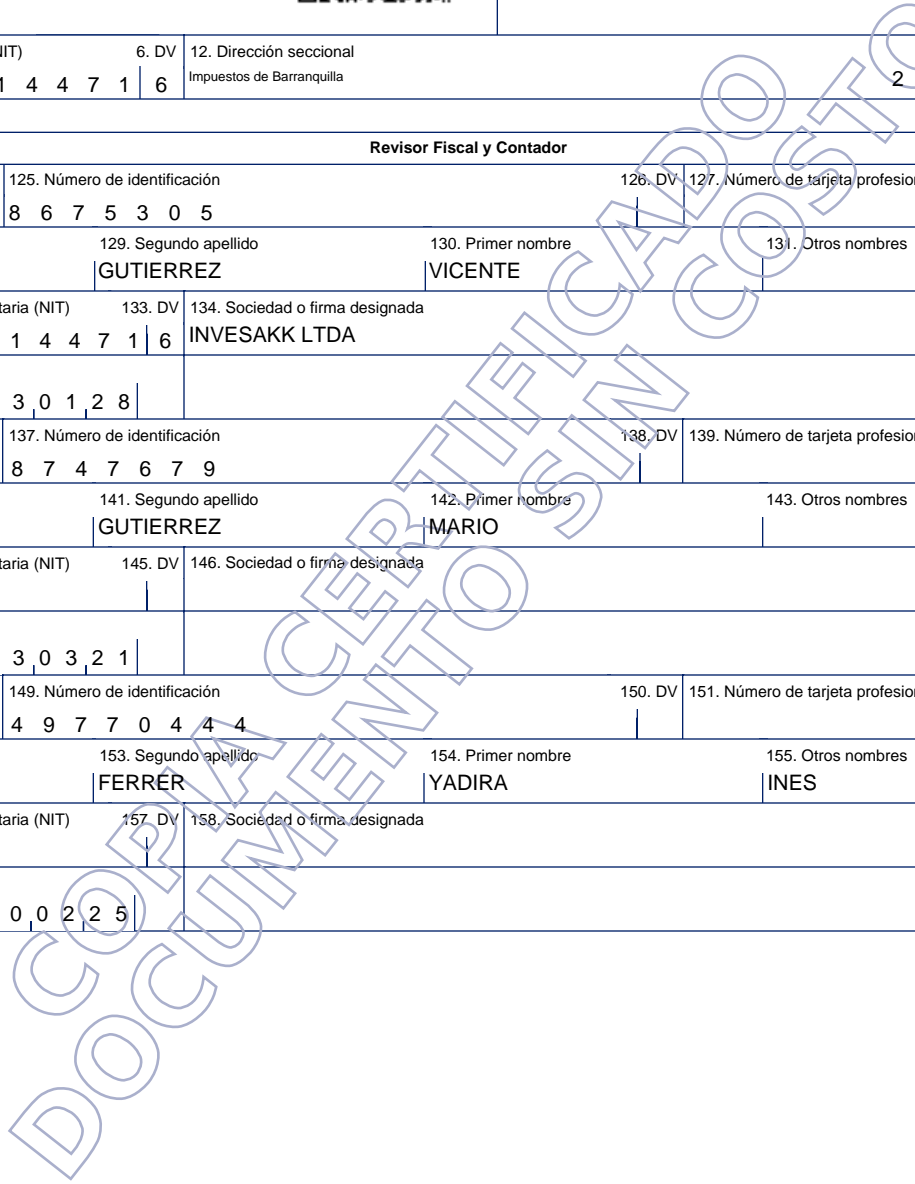 NIT) 6. DV 12. Dirección seccional
1 4 4 7 1 6 Impuestos de Barranquilla 2
Revisor Fiscal y Contador
125. Número de identificación 126. DV 127. Número de tarjeta profesion
8 6 7 5 3 0 5
129. Segundo apellido 130. Primer nombre 131. Otros nombres
GUTIERREZ VICENTE
taria (NIT) 133. DV 134. Sociedad o firma designada
1 4 4 7 1 6 INVESAKK LTDA
3 0 1 2 8
137. Número de identificación 138. DV 139. Número de tarjeta profesion
8 7 4 7 6 7 9
141. Segundo apellido 142. Primer nombre 143. Otros nombres
GUTIERREZ MARIO
taria (NIT) 145. DV 146. Sociedad o firma designada
3 0 3 2 1
149. Número de identificación 150. DV 151. Número de tarjeta profesion
4 9 7 7 0 4 4 4
153. Segundo apellido 154. Primer nombre 155. Otros nombres
FERRER YADIRA INES
taria (NIT) 157. DV 158. Sociedad o firma designada
0 0 2 2 5
COPIA CERTIFICADO
DOCUMENTO SIN COSTO